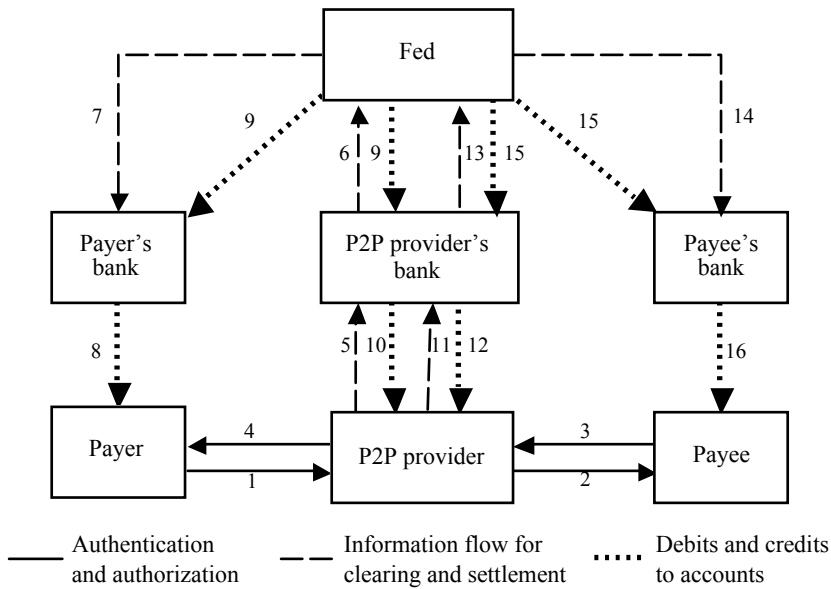 Fed
7
9
6
9
13
15
15
14
Payer’s
bank
P2P provider’s
bank
Payee’s
bank
8
5
10
11
12
16
Payer
4
1
P2P provider
3
2
Payee
Authentication
and authorization
Information flow for
clearing and settlement
Debits and credits
to accounts